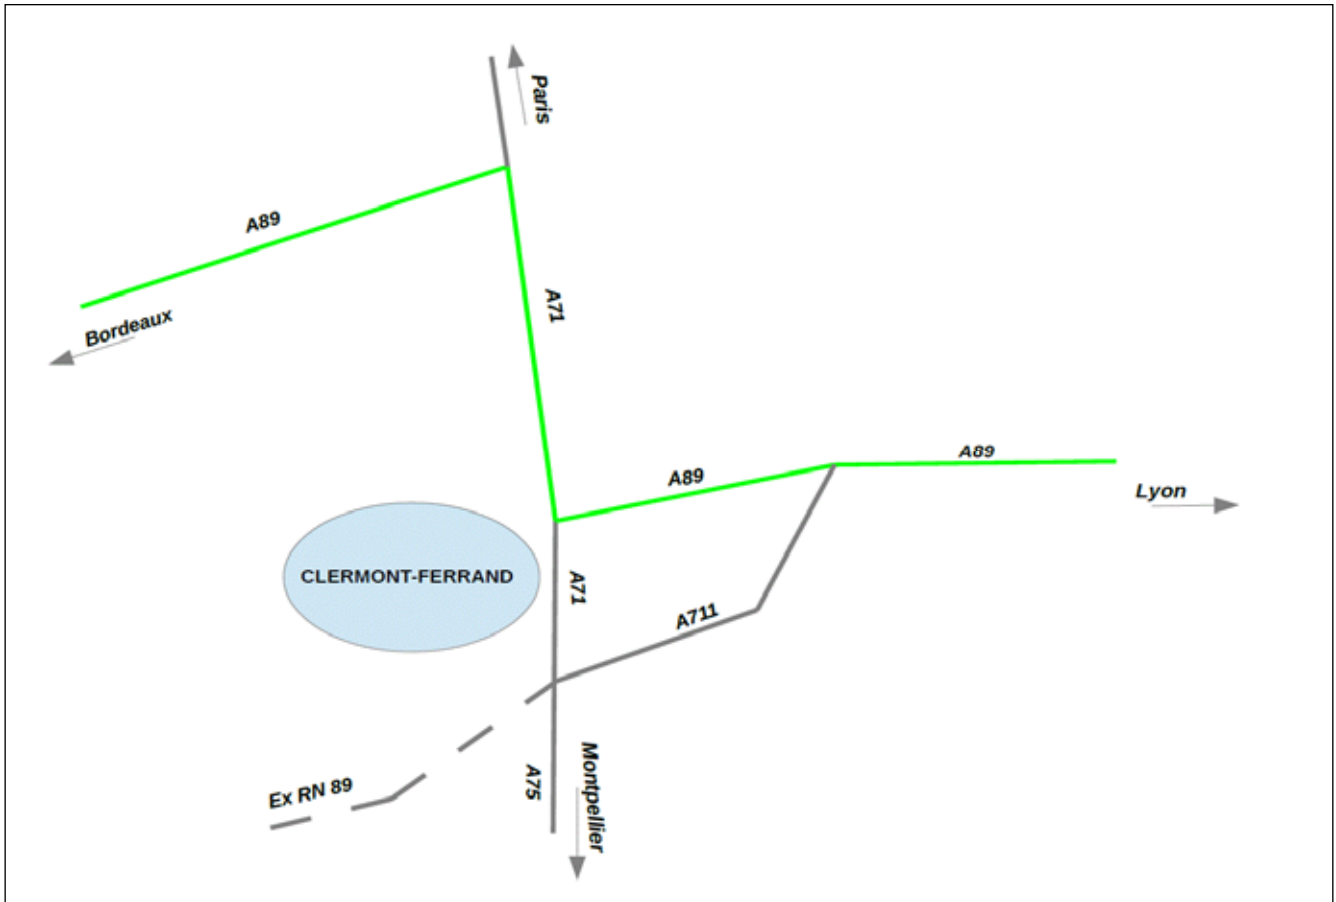 Paris
A89
A71
Bordeaux
A89
A89
Lyon
CLERMONT-FERRAND
A71
A711
Montpellier
A75
Ex RN 89